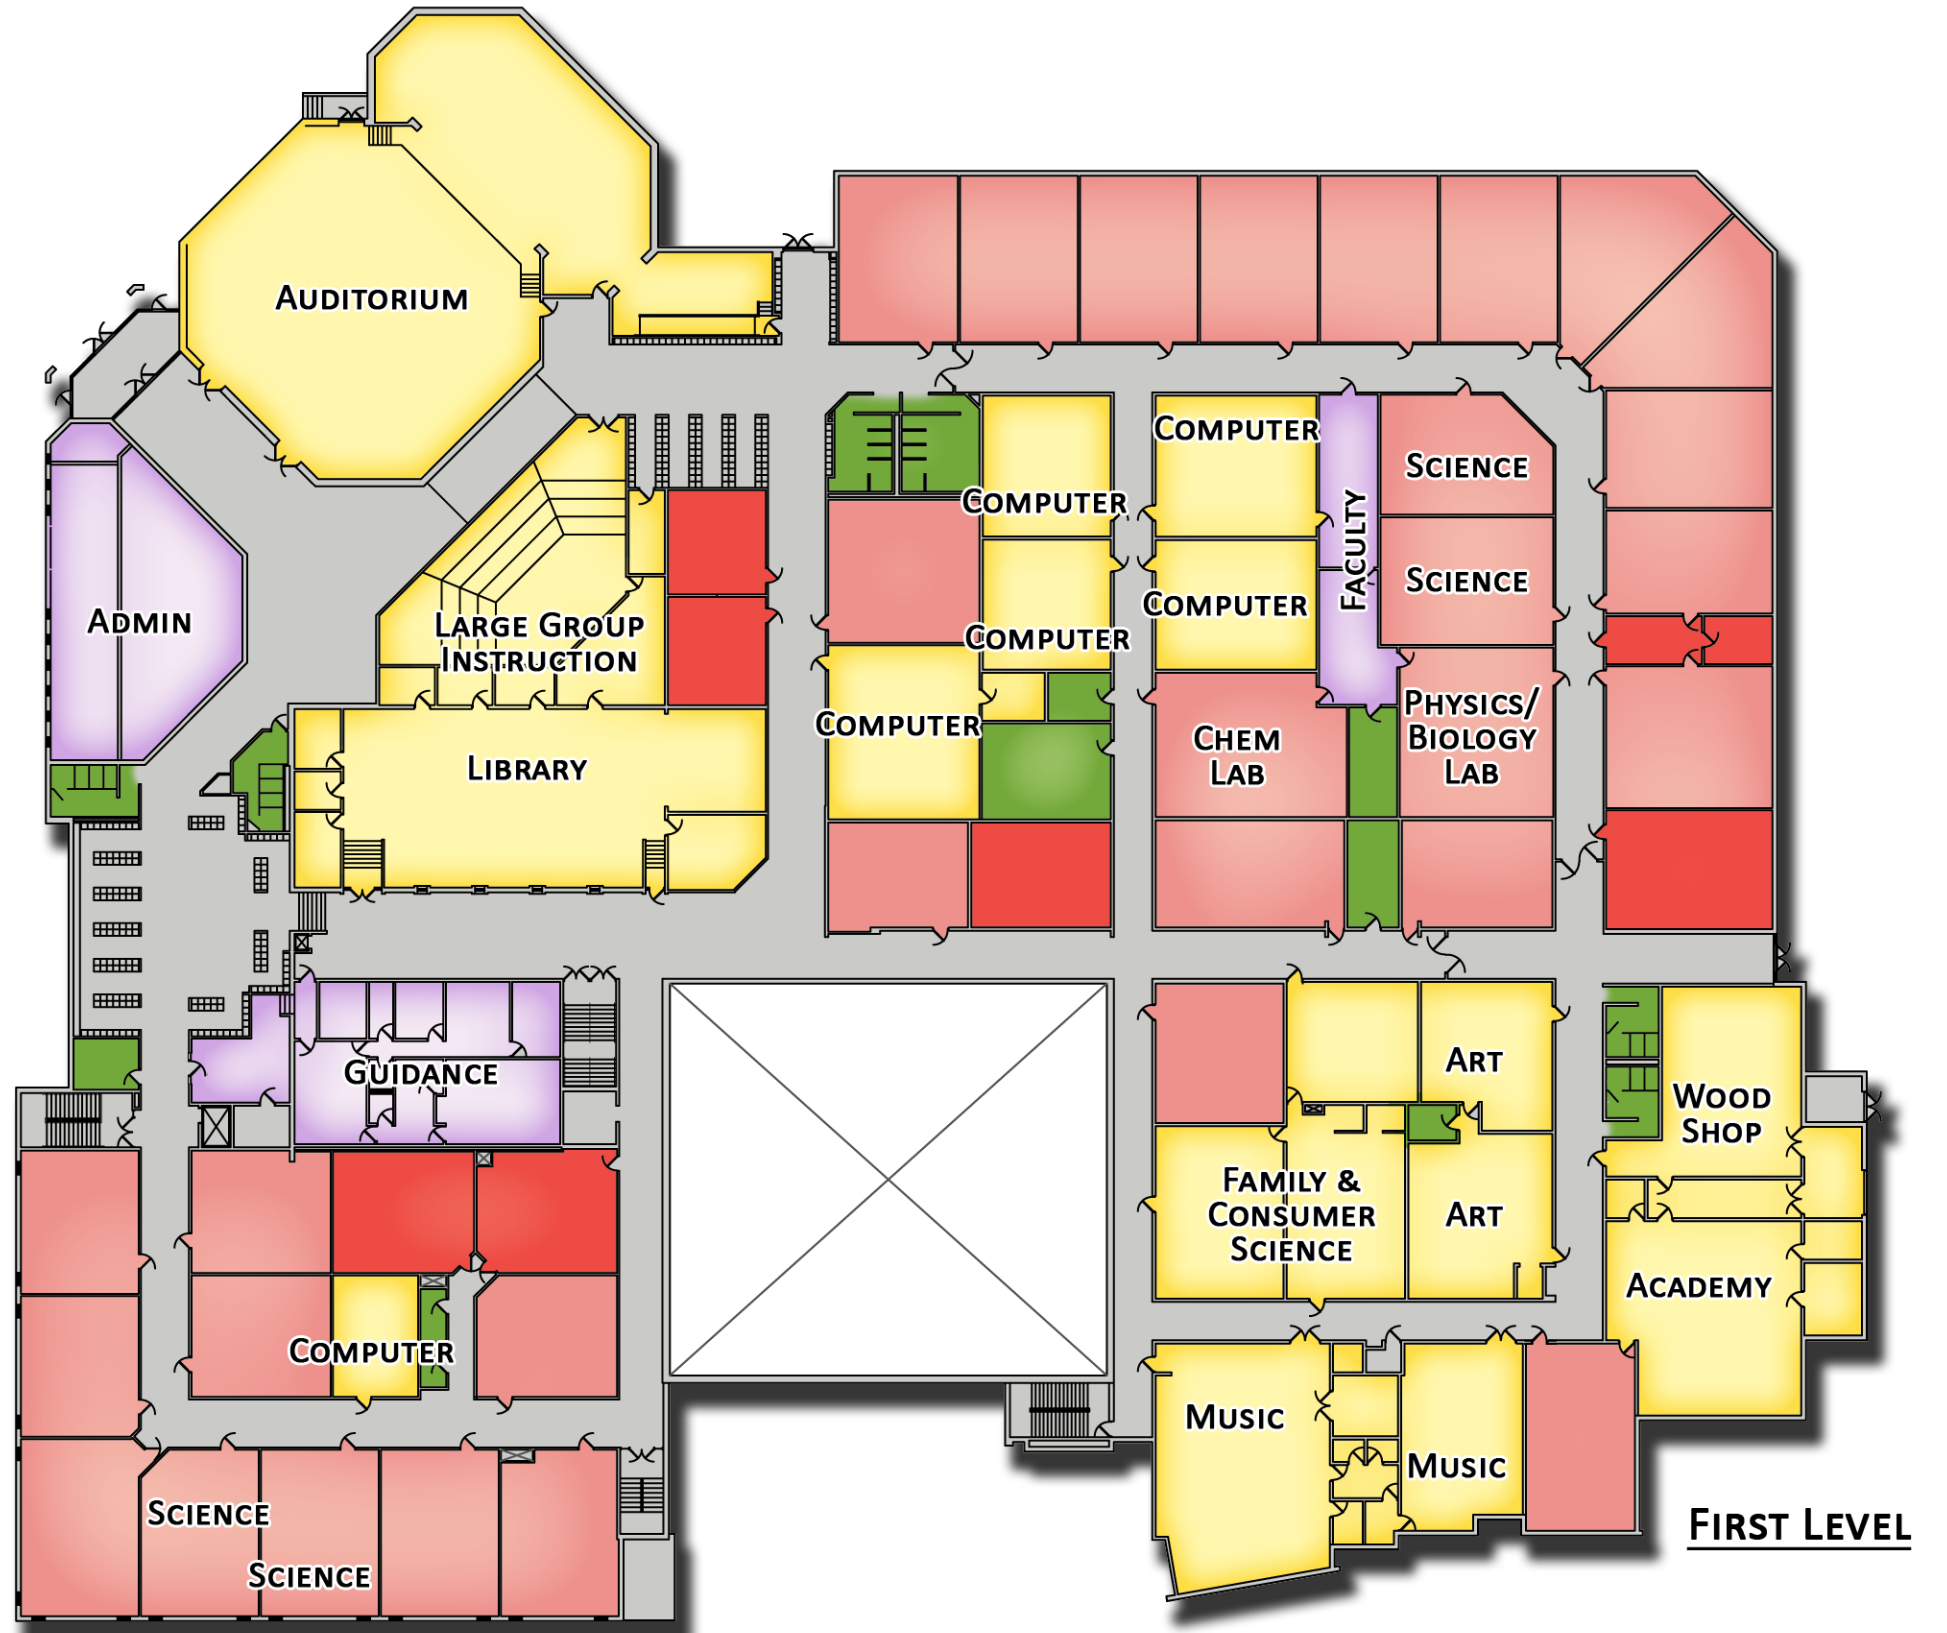 Auditorium
Computer
Science
Computer
Faculty
Science
Computer
Computer
Admin
Large Group
Instruction
Computer
Physics/
Biology
Lab
Chem
Lab
Library
Guidance
Art
Wood
Shop
Family &
Consumer
Science
Art
Academy
Computer
Music
Music
Science
Science
First Level